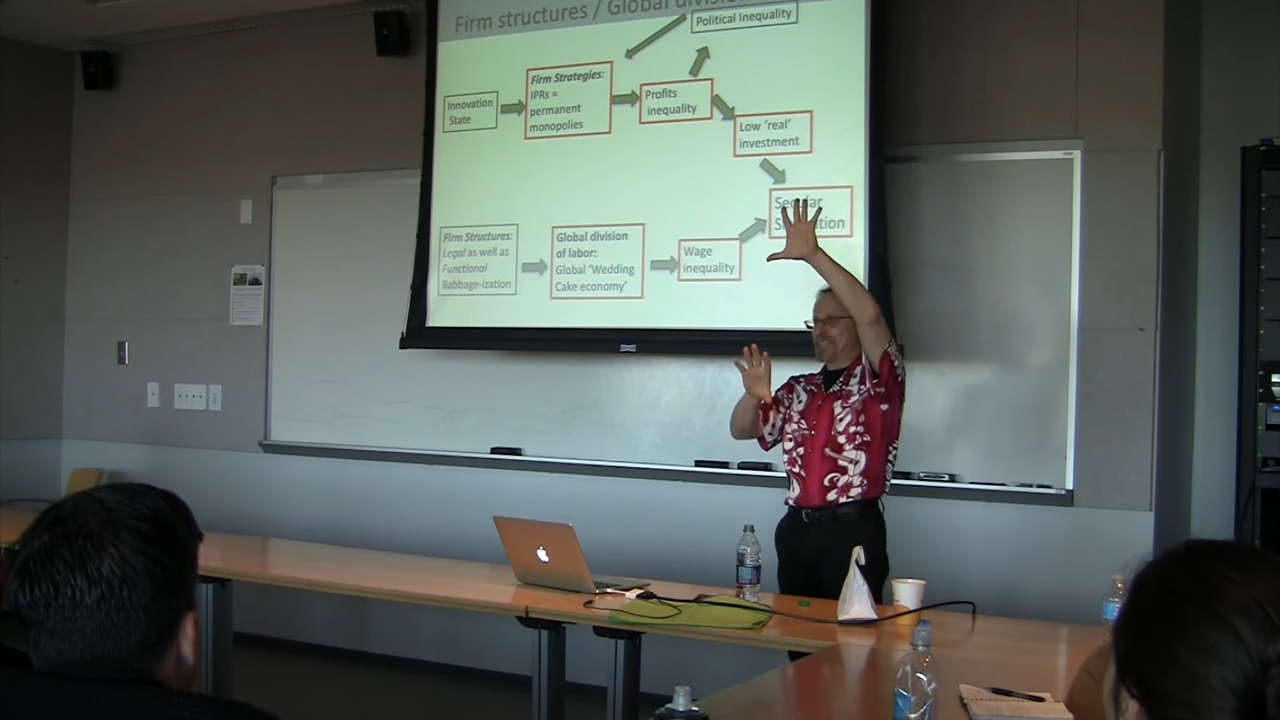 Firm structures / Global
Political Inequality
Firm Strategies:
IPRs =
permanent
monopolies
Innovation
State
Profits
inequality
Low 'real'
investment
Firm Structures:
Legal as well as
Functional
Babbage-ization
Global division
of labor:
Global 'Wedding
Cake economy'
Wage
inequality